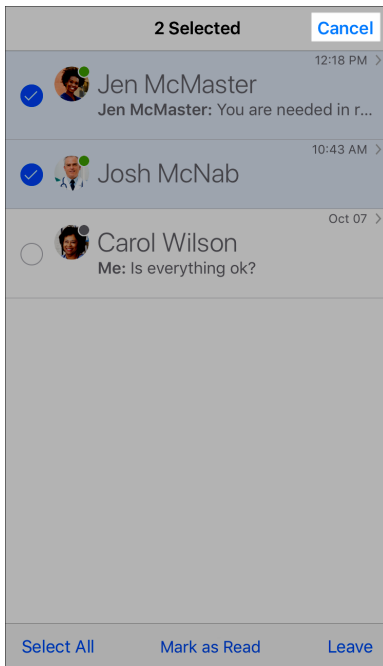 2 Selected
Cancel
12:18 PM
Jen McMaster
Jen McMaster: You are needed in r...
10:43 AM
Josh McNab
Oct 07
Carol Wilson
Me: Is everything ok?
Select All
Mark as Read
Leave